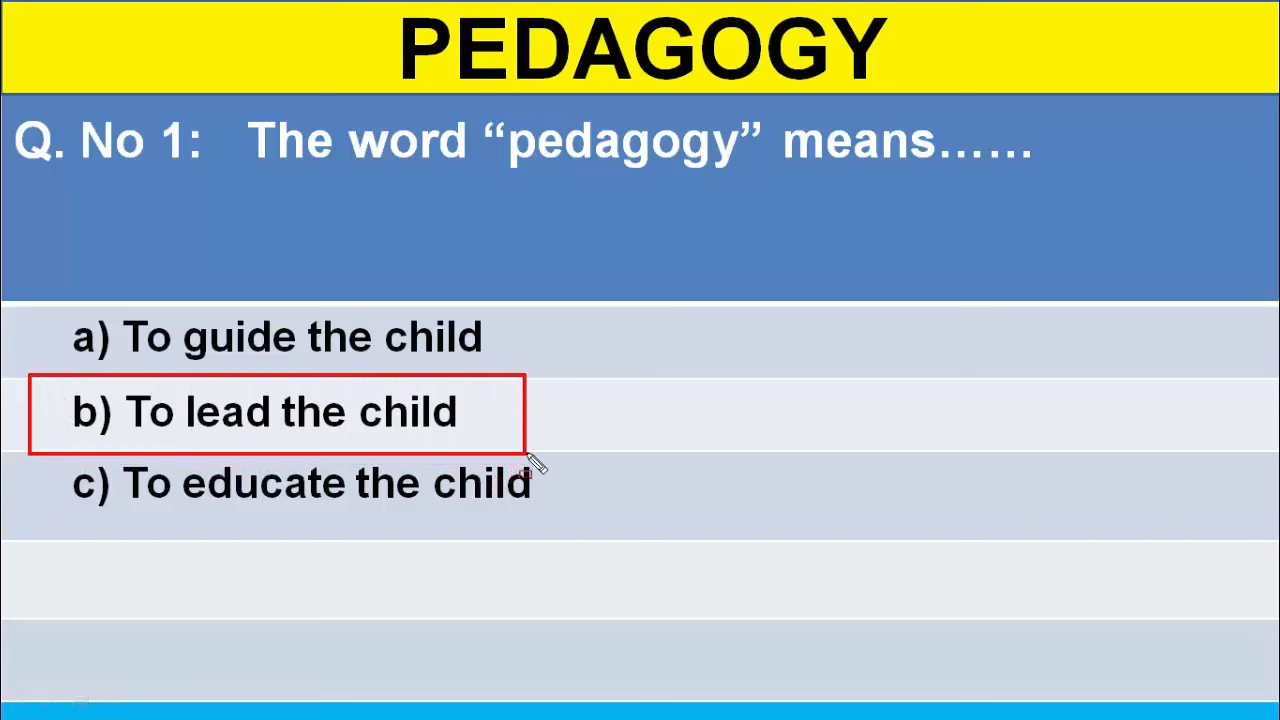 PEDAGOGY
Q. No 1: The word “pedagogy” means……
a) To guide the child
b) To lead the child
c) To educate the child